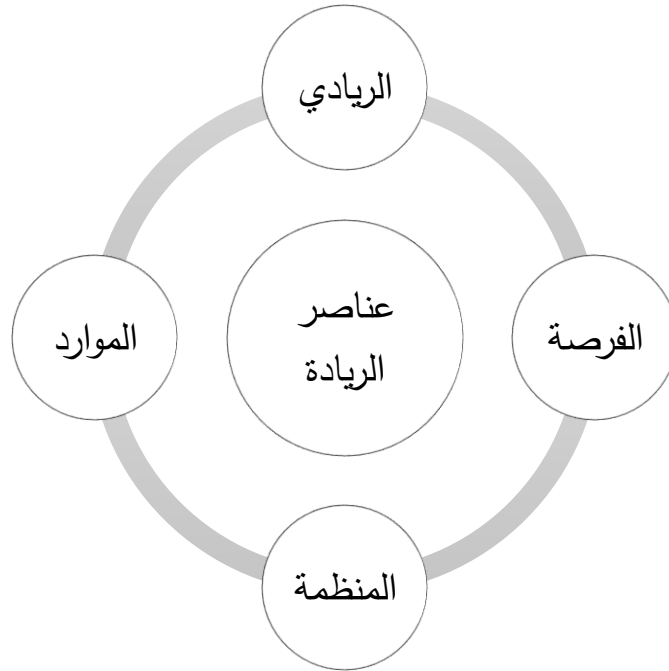 الريادي
الفرصة
عناصر
الريادة
الموارد
المنظمة